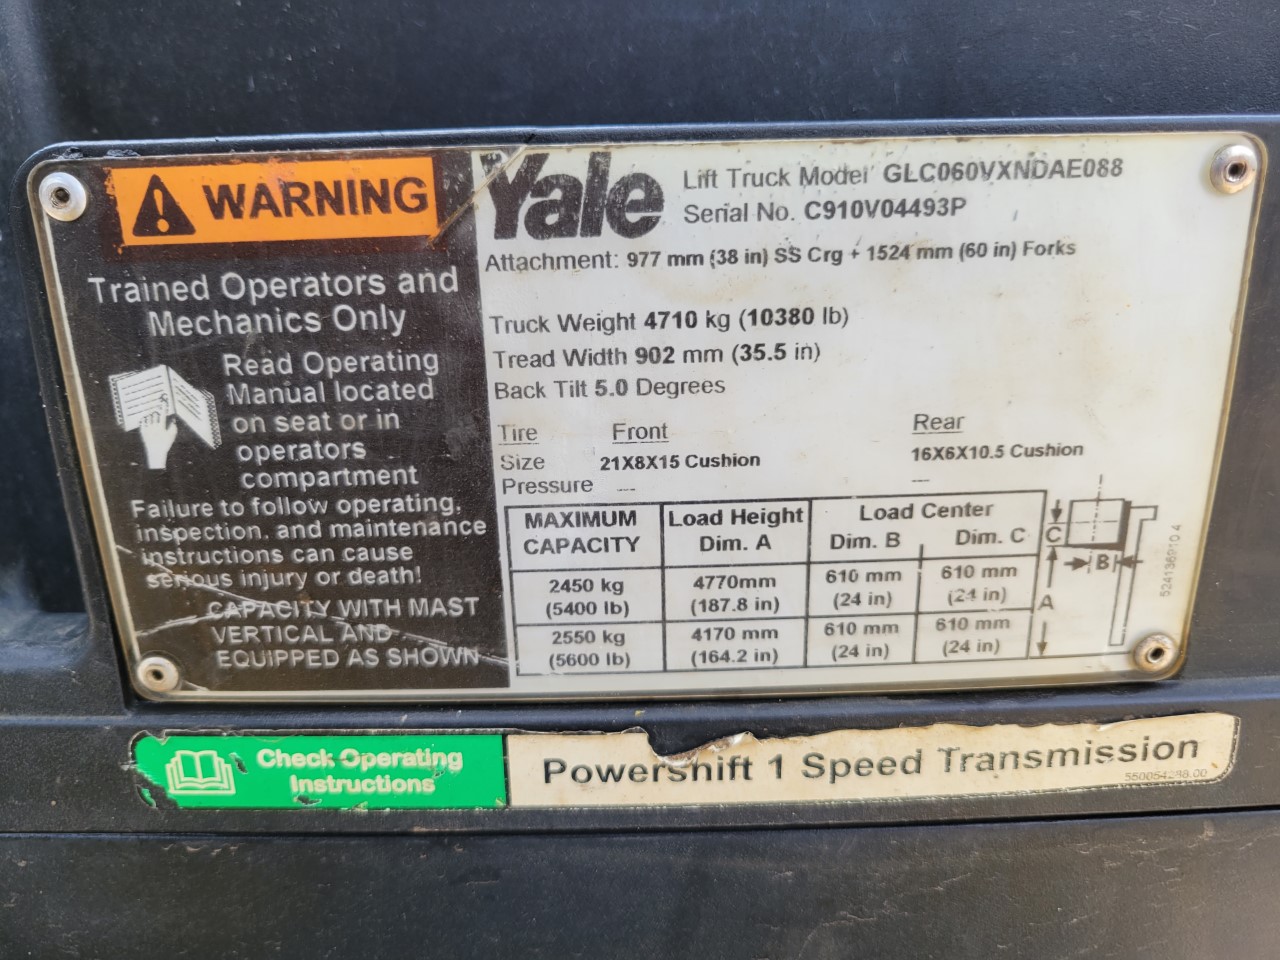 WARNING
Trained Operators and
Mechanics Only
Read Operating
Manual located
on seat or in
operators
compartment
Failure to follow operating,
inspection, and maintenance
instructions can cause
serious injury or death!
CAPACITY WITH MAST
VERTICAL AND
EQUIPPED AS SHOWN
Yale
Lift Truck Model GLC060VXNDAE088
Serial No. C910V04493P
Attachment: 977 mm (38 in) SS Crg + 1524 mm (60 in) Forks
Truck Weight 4710 kg (10380 lb)
Tread Width 902 mm (35.5 in)
Back Tilt 5.0 Degrees
Tire Front Rear
Size 21X8X15 Cushion 16X6X10.5 Cushion
Pressure --- ---
MAXIMUM CAPACITY Load Height Dim. A Load Center Dim. B Dim. C
2450 kg (5400 lb) 4770mm (187.8 in) 610 mm (24 in) 610 mm (24 in)
2550 kg (5600 lb) 4170 mm (164.2 in) 610 mm (24 in) 610 mm (24 in)
C
B
A
524136910.4
Check Operating
Instructions
Powershift 1 Speed Transmission
550054288.00